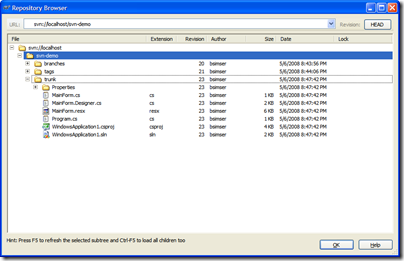 Repository Browser
URL: svn://localhost/svn-demo Revision: HEAD
File Extension Revision Author Size Date Lock
svn://localhost
svn-demo
branches 20 bsimser 5/6/2008 8:43:56 PM
tags 21 bsimser 5/6/2008 8:44:06 PM
trunk 23 bsimser 5/6/2008 8:47:42 PM
Properties 23 bsimser 5/6/2008 8:47:42 PM
MainForm.cs cs 23 bsimser 1 KB 5/6/2008 8:47:42 PM
MainForm.Designer.cs cs 23 bsimser 2 KB 5/6/2008 8:47:42 PM
MainForm.resx resx 23 bsimser 6 KB 5/6/2008 8:47:42 PM
Program.cs cs 23 bsimser 1 KB 5/6/2008 8:47:42 PM
WindowsApplication1.csproj csproj 23 bsimser 4 KB 5/6/2008 8:47:42 PM
WindowsApplication1.sln sln 23 bsimser 1 KB 5/6/2008 8:47:42 PM
Hint: Press F5 to refresh the selected subtree and Ctrl-F5 to load all children too
OK Help